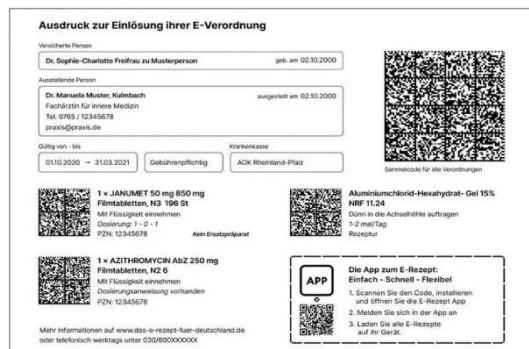 Ausdruck zur Einlösung ihrer E-Verordnung
Versicherte Person
Dr. Sophie-Charlotte Freifrau zu Musterperson geb. am 02.10.2000
Ausstellende Person
Dr. Manuela Muster, Kulmbach ausgestellt am 02.10.2000
Fachärztin für innere Medizin
Tel. 0765 / 12345678
praxis@praxis.de
Gültig von - bis
01.10.2020 → 31.03.2021
Gebührenpflichtig
Krankenkasse
AOK Rheinland-Pfalz
Sammelcode für alle Verordnungen
1 × JANUMET 50 mg 850 mg
Filmtabletten, N3 196 St
Mit Flüssigkeit einnehmen
Dosierung: 1 - 0 - 1
PZN: 12345678 Kein Ersatzpräparat
Aluminiumchlorid-Hexahydrat- Gel 15%
NRF 11.24
Dünn in die Achselhöhle auftragen
1-2 mal/Tag
Rezeptur
1 × AZITHROMYCIN AbZ 250 mg
Filmtabletten, N2 6
Mit Flüssigkeit einnehmen
Dosierungsanweisung vorhanden
PZN: 12345678
APP
Die App zum E-Rezept:
Einfach - Schnell - Flexibel
1. Scannen Sie den Code, installieren
und öffnen Sie die E-Rezept App
2. Melden Sie sich in der App an
3. Laden Sie alle E-Rezepte
auf ihr Gerät.
Mehr Informationen auf www.das-e-rezept-fuer-deutschland.de
oder telefonisch werktags unter 030/800XXXXXX